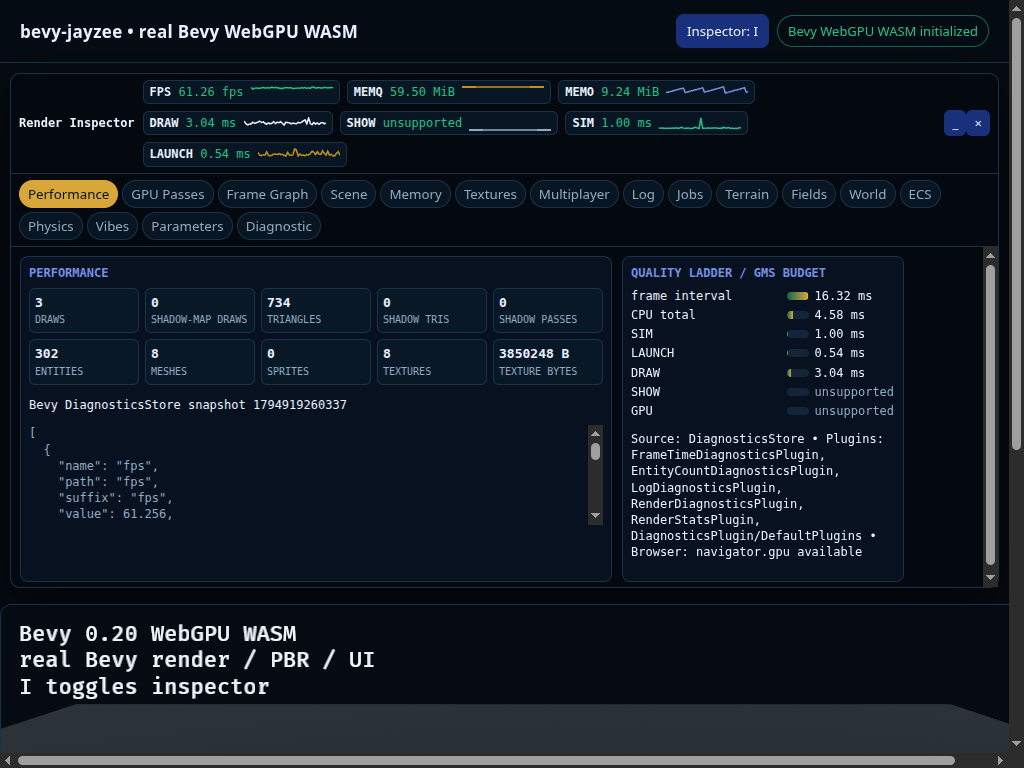 bevy-jayzee • real Bevy WebGPU WASM
Inspector: I
Bevy WebGPU WASM initialized
Render Inspector
FPS 61.26 fps
MEMQ 59.50 MiB
MEMO 9.24 MiB
DRAW 3.04 ms
SHOW unsupported
SIM 1.00 ms
LAUNCH 0.54 ms
_
×
Performance
GPU Passes
Frame Graph
Scene
Memory
Textures
Multiplayer
Log
Jobs
Terrain
Fields
World
ECS
Physics
Vibes
Parameters
Diagnostic
PERFORMANCE
3
DRAWS
0
SHADOW-MAP DRAWS
734
TRIANGLES
0
SHADOW TRIS
0
SHADOW PASSES
302
ENTITIES
8
MESHES
0
SPRITES
8
TEXTURES
3850248 B
TEXTURE BYTES
Bevy DiagnosticsStore snapshot 1794919260337
[
{
"name": "fps",
"path": "fps",
"suffix": "fps",
"value": 61.256,
QUALITY LADDER / GMS BUDGET
frame interval 16.32 ms
CPU total 4.58 ms
SIM 1.00 ms
LAUNCH 0.54 ms
DRAW 3.04 ms
SHOW unsupported
GPU unsupported
Source: DiagnosticsStore • Plugins:
FrameTimeDiagnosticsPlugin,
EntityCountDiagnosticsPlugin,
LogDiagnosticsPlugin,
RenderDiagnosticsPlugin,
RenderStatsPlugin,
DiagnosticsPlugin/DefaultPlugins •
Browser: navigator.gpu available
Bevy 0.20 WebGPU WASM
real Bevy render / PBR / UI
I toggles inspector